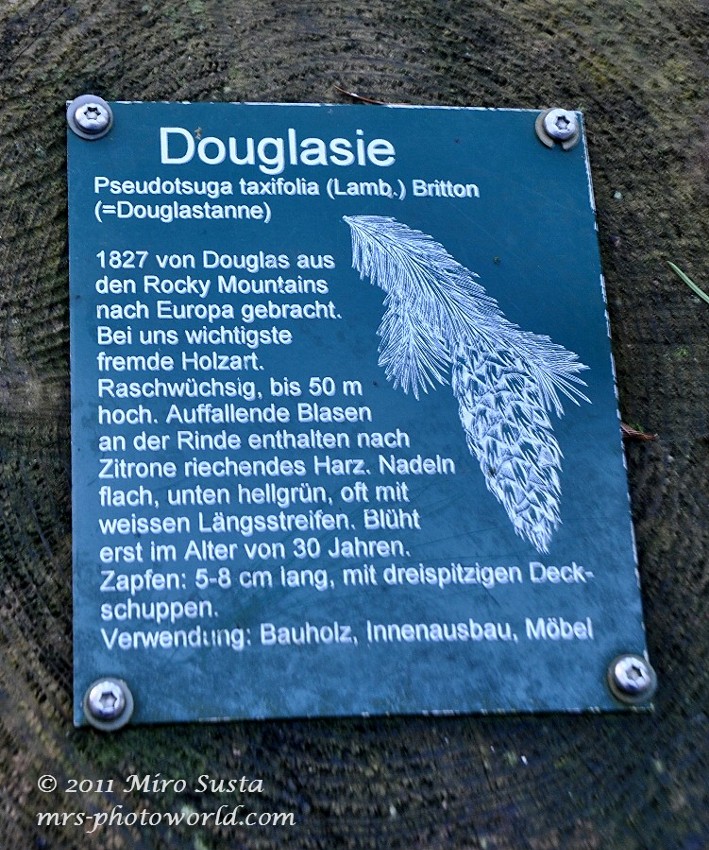 Douglasie
Pseudotsuga taxifolia (Lamb.) Britton
(=Douglastanne)
1827 von Douglas aus
den Rocky Mountains
nach Europa gebracht.
Bei uns wichtigste
fremde Holzart.
Raschwüchsig, bis 50 m
hoch. Auffallende Blasen
an der Rinde enthalten nach
Zitrone riechendes Harz. Nadeln
flach, unten hellgrün, oft mit
weissen Längsstreifen. Blüht
erst im Alter von 30 Jahren.
Zapfen: 5-8 cm lang, mit dreispitzigen Deck-
schuppen.
Verwendung: Bauholz, Innenausbau, Möbel
© 2011 Miro Susta
mrs-photoworld.com